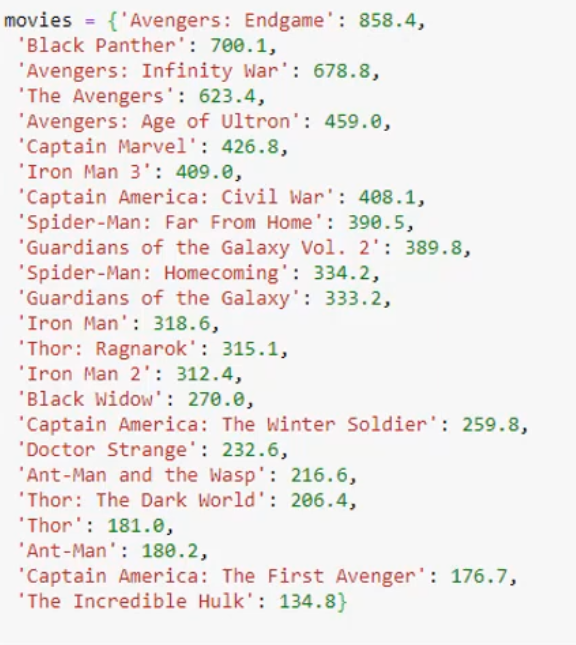 movies = {'Avengers: Endgame': 858.4,
'Black Panther': 700.1,
'Avengers: Infinity War': 678.8,
'The Avengers': 623.4,
'Avengers: Age of Ultron': 459.0,
'Captain Marvel': 426.8,
'Iron Man 3': 409.0,
'Captain America: Civil War': 408.1,
'Spider-Man: Far From Home': 390.5,
'Guardians of the Galaxy Vol. 2': 389.8,
'Spider-Man: Homecoming': 334.2,
'Guardians of the Galaxy': 333.2,
'Iron Man': 318.6,
'Thor: Ragnarok': 315.1,
'Iron Man 2': 312.4,
'Black Widow': 270.0,
'Captain America: The Winter Soldier': 259.8,
'Doctor Strange': 232.6,
'Ant-Man and the Wasp': 216.6,
'Thor: The Dark World': 206.4,
'Thor': 181.0,
'Ant-Man': 180.2,
'Captain America: The First Avenger': 176.7,
'The Incredible Hulk': 134.8}